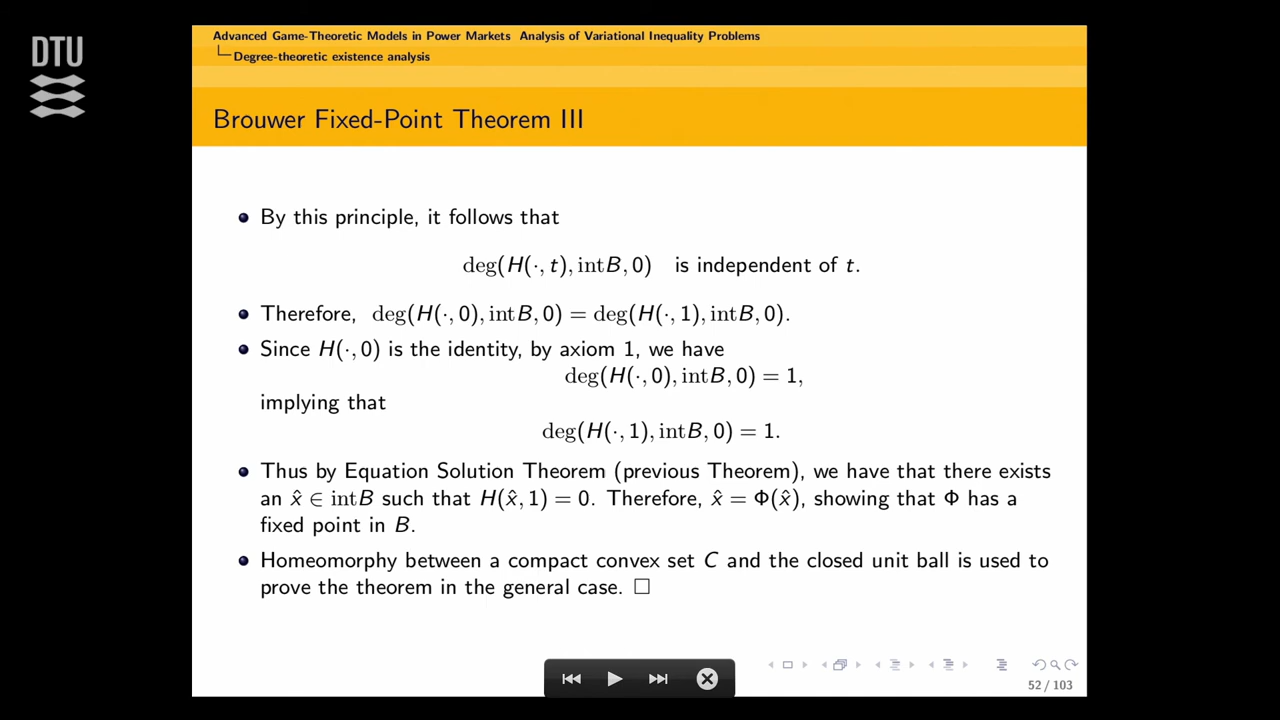 DTU
Advanced Game-Theoretic Models in Power Markets Analysis of Variational Inequality Problems
Degree-theoretic existence analysis
Brouwer Fixed-Point Theorem III
By this principle, it follows that
deg(H(·, t), intB, 0) is independent of t.
Therefore, deg(H(·, 0), intB, 0) = deg(H(·, 1), intB, 0).
Since H(·, 0) is the identity, by axiom 1, we have
deg(H(·, 0), intB, 0) = 1,
implying that
deg(H(·, 1), intB, 0) = 1.
Thus by Equation Solution Theorem (previous Theorem), we have that there exists
an x̂ ∈ intB such that H(x̂, 1) = 0. Therefore, x̂ = Φ(x̂), showing that Φ has a
fixed point in B.
Homeomorphy between a compact convex set C and the closed unit ball is used to
prove the theorem in the general case. □
52 / 103